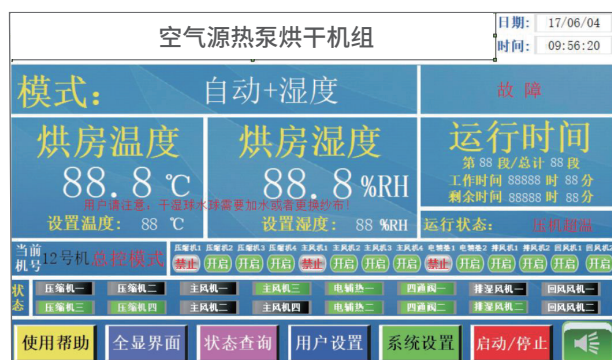 空气源热泵烘干机组
日期: 17/06/04
时间: 09:56:20
模式: 自动+湿度 故 障
烘房温度 烘房湿度 运行时间
第 88 段/总计 88 段
88.8 ℃ 88.8 %RH
工作时间 88888 时 88 分
剩余时间 88888 时 88 分
用户请注意,干湿球水球需要加水或者更换纱布!
设置温度: 88 ℃ 设置湿度: 88 %RH 运行状态: 压机超温
当前机号 12号机 总控模式
压缩机1 压缩机2 压缩机3 压缩机4 主风机1 主风机2 主风机3 主风机4 电辅热1 电辅热2 排风机1 排风机2 回风机1 回风机2
禁止 开启 开启 开启 禁止 开启 开启 开启 禁止 开启 开启 开启 开启 开启
状态
压缩机一 压缩机二 主风机一 主风机三 电辅热一 四通阀一 排湿风机一 回风风机一
压缩机三 压缩机四 主风机二 主风机四 电辅热二 四通阀二 排湿风机二 回风风机二
使用帮助 全显界面 状态查询 用户设置 系统设置 启动/停止